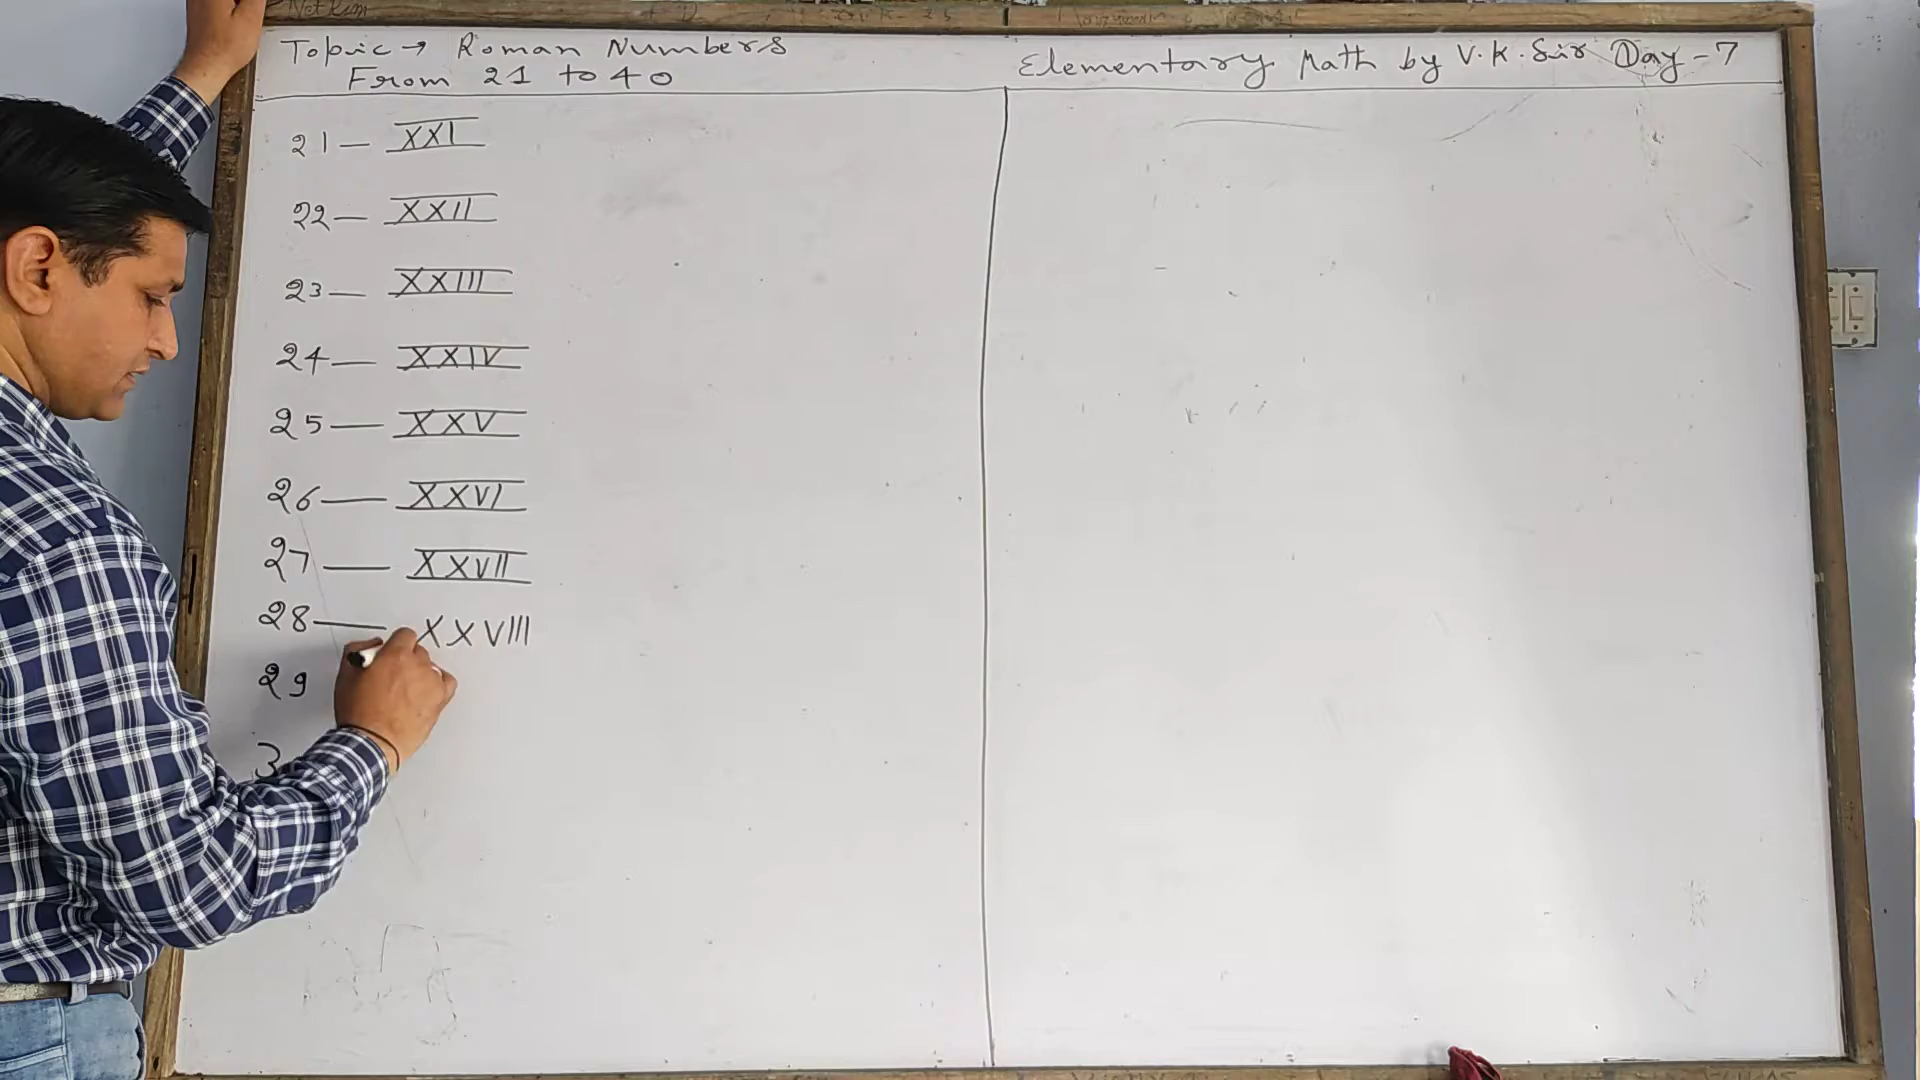 Topic → Roman Numbers
From 21 to 40
Elementary Math by V.K. Sir Day-7
21 — XXI
22 — XXII
23 — XXIII
24 — XXIV
25 — XXV
26 — XXVI
27 — XXVII
28 — XXVIII
29
3